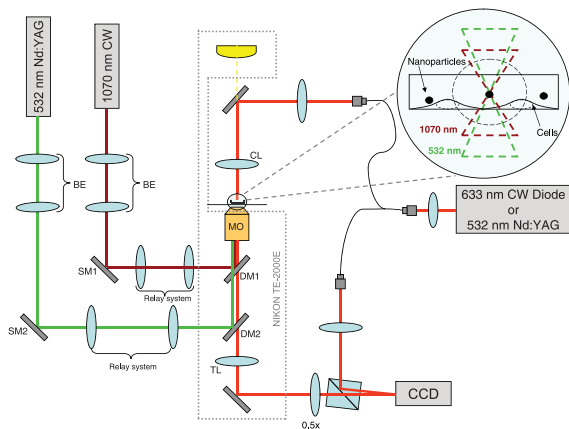 532 nm Nd:YAG
1070 nm CW
BE
BE
CL
MO
SM1
DM1
Relay system
SM2
DM2
Relay system
TL
NIKON TE-2000E
0,5x
CCD
633 nm CW Diode
or
532 nm Nd:YAG
Nanoparticles
1070 nm
Cells
532 nm